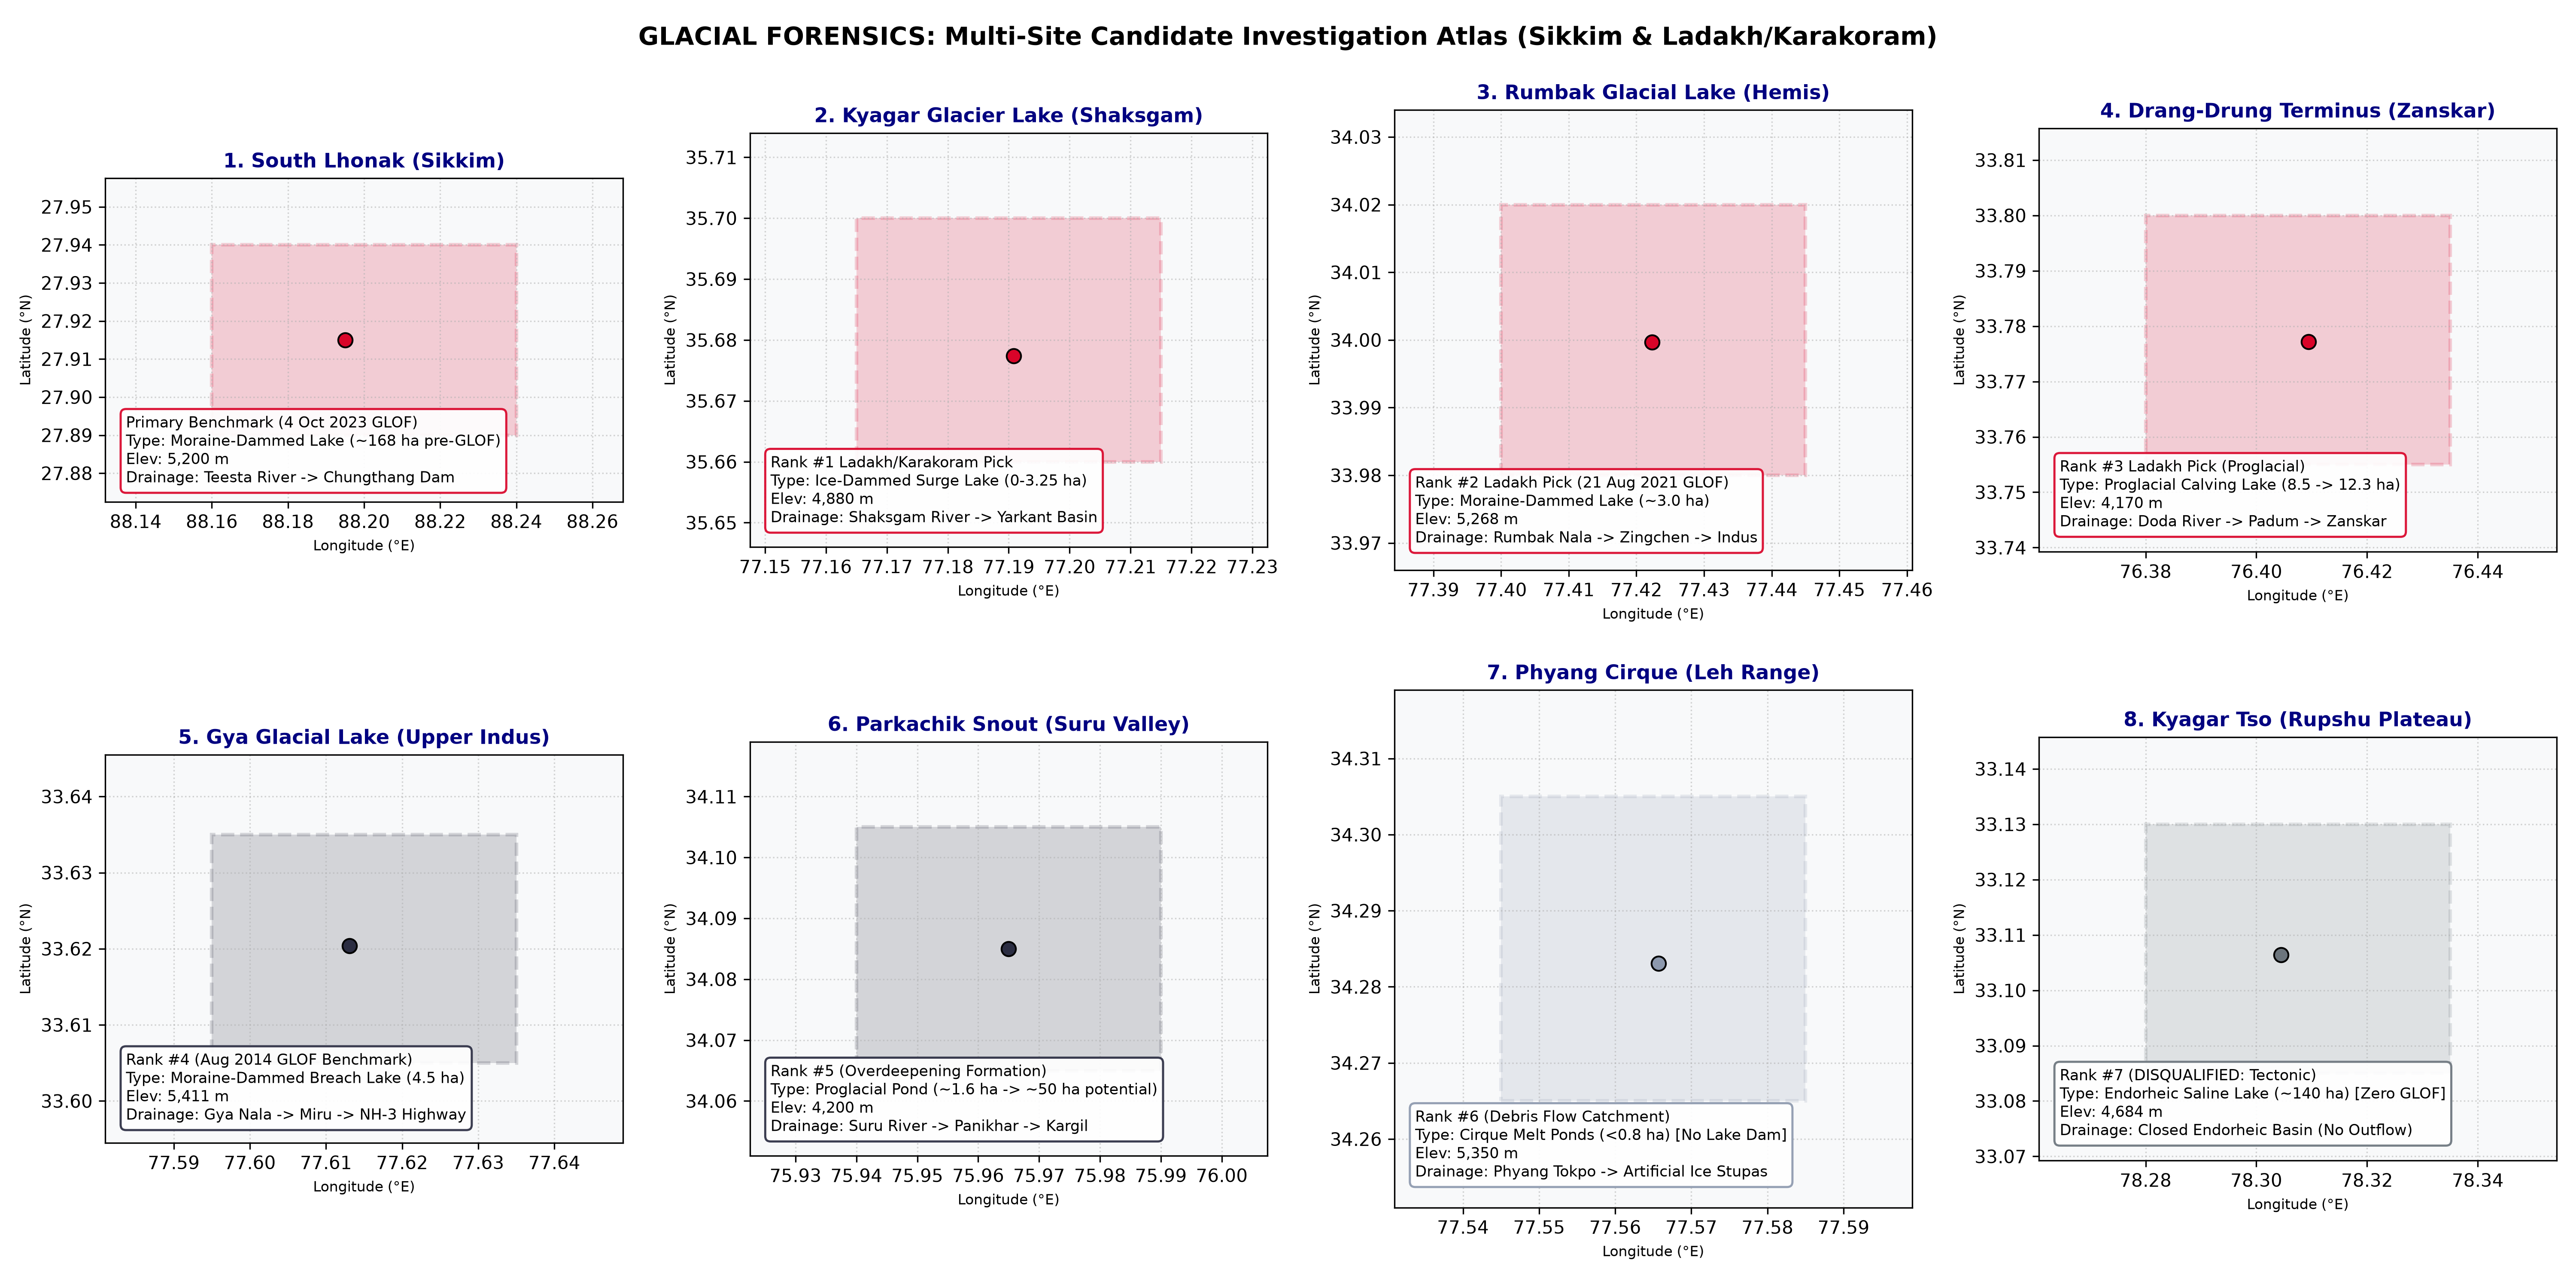 GLACIAL FORENSICS: Multi-Site Candidate Investigation Atlas (Sikkim & Ladakh/Karakoram)
1. South Lhonak (Sikkim)
Latitude (°N)
27.95
27.94
27.93
27.92
27.91
27.90
27.89
27.88
Primary Benchmark (4 Oct 2023 GLOF)
Type: Moraine-Dammed Lake (~168 ha pre-GLOF)
Elev: 5,200 m
Drainage: Teesta River -> Chungthang Dam
88.14 88.16 88.18 88.20 88.22 88.24 88.26
Longitude (°E)
2. Kyagar Glacier Lake (Shaksgam)
Latitude (°N)
35.71
35.70
35.69
35.68
35.67
35.66
35.65
Rank #1 Ladakh/Karakoram Pick
Type: Ice-Dammed Surge Lake (0-3.25 ha)
Elev: 4,880 m
Drainage: Shaksgam River -> Yarkant Basin
77.15 77.16 77.17 77.18 77.19 77.20 77.21 77.22 77.23
Longitude (°E)
3. Rumbak Glacial Lake (Hemis)
Latitude (°N)
34.03
34.02
34.01
34.00
33.99
33.98
33.97
Rank #2 Ladakh Pick (21 Aug 2021 GLOF)
Type: Moraine-Dammed Lake (~3.0 ha)
Elev: 5,268 m
Drainage: Rumbak Nala -> Zingchen -> Indus
77.39 77.40 77.41 77.42 77.43 77.44 77.45 77.46
Longitude (°E)
4. Drang-Drung Terminus (Zanskar)
Latitude (°N)
33.81
33.80
33.79
33.78
33.77
33.76
33.75
33.74
Rank #3 Ladakh Pick (Proglacial)
Type: Proglacial Calving Lake (8.5 -> 12.3 ha)
Elev: 4,170 m
Drainage: Doda River -> Padum -> Zanskar
76.38 76.40 76.42 76.44
Longitude (°E)
5. Gya Glacial Lake (Upper Indus)
Latitude (°N)
33.64
33.63
33.62
33.61
33.60
Rank #4 (Aug 2014 GLOF Benchmark)
Type: Moraine-Dammed Breach Lake (4.5 ha)
Elev: 5,411 m
Drainage: Gya Nala -> Miru -> NH-3 Highway
77.59 77.60 77.61 77.62 77.63 77.64
Longitude (°E)
6. Parkachik Snout (Suru Valley)
Latitude (°N)
34.11
34.10
34.09
34.08
34.07
34.06
Rank #5 (Overdeepening Formation)
Type: Proglacial Pond (~1.6 ha -> ~50 ha potential)
Elev: 4,200 m
Drainage: Suru River -> Panikhar -> Kargil
75.93 75.94 75.95 75.96 75.97 75.98 75.99 76.00
Longitude (°E)
7. Phyang Cirque (Leh Range)
Latitude (°N)
34.31
34.30
34.29
34.28
34.27
34.26
Rank #6 (Debris Flow Catchment)
Type: Cirque Melt Ponds (<0.8 ha) [No Lake Dam]
Elev: 5,350 m
Drainage: Phyang Tokpo -> Artificial Ice Stupas
77.54 77.55 77.56 77.57 77.58 77.59
Longitude (°E)
8. Kyagar Tso (Rupshu Plateau)
Latitude (°N)
33.14
33.13
33.12
33.11
33.10
33.09
33.08
33.07
Rank #7 (DISQUALIFIED: Tectonic)
Type: Endorheic Saline Lake (~140 ha) [Zero GLOF]
Elev: 4,684 m
Drainage: Closed Endorheic Basin (No Outflow)
78.28 78.30 78.32 78.34
Longitude (°E)